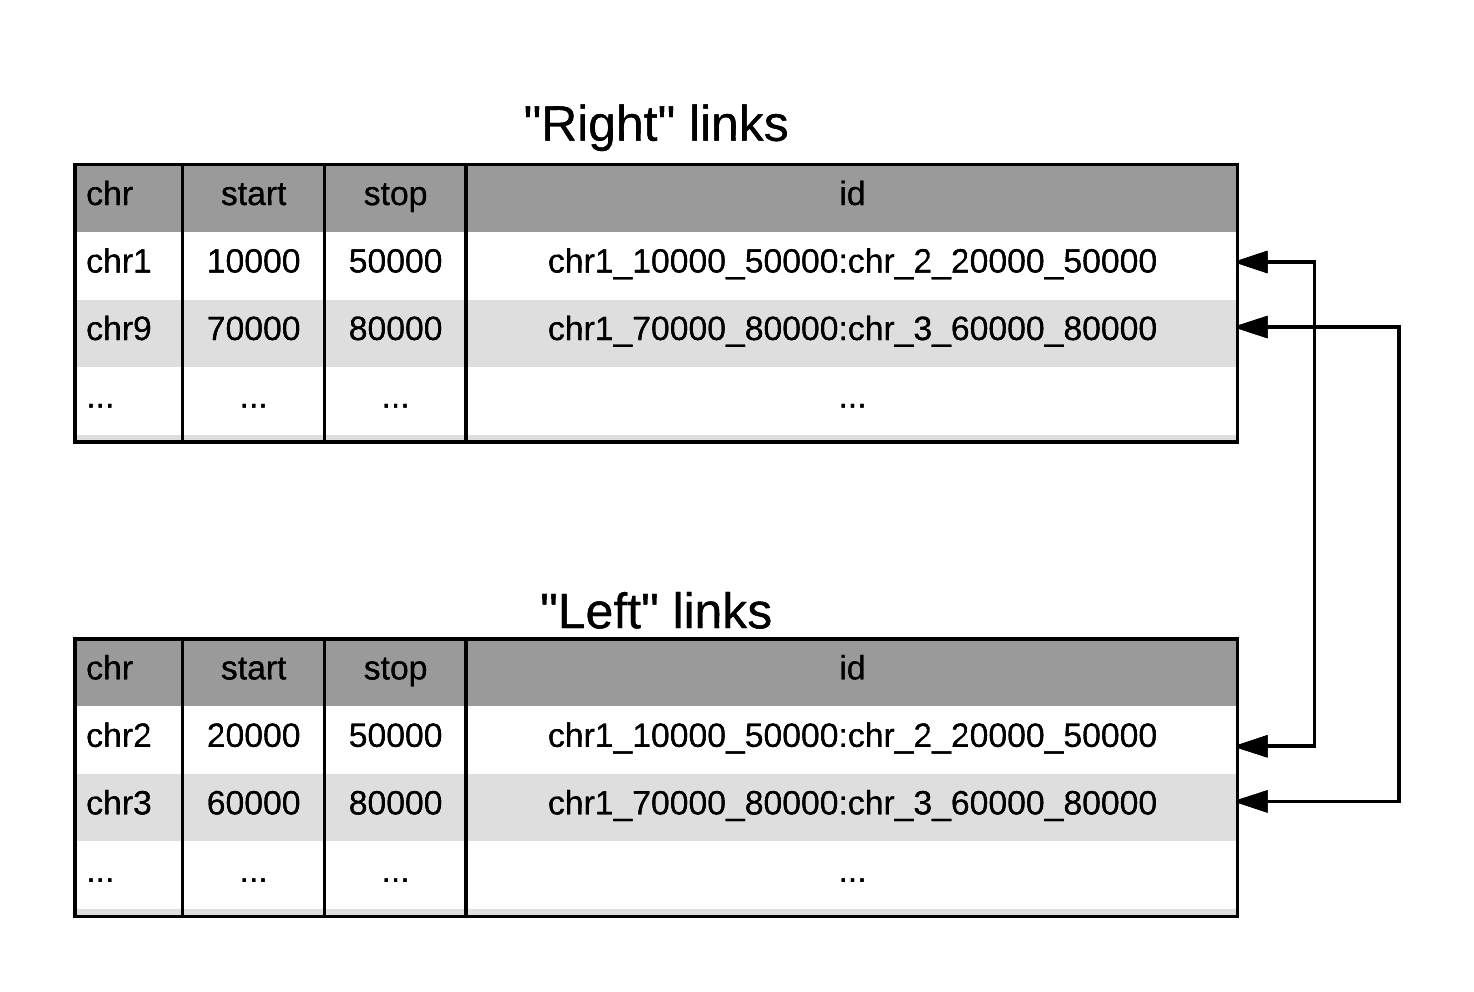 "Right" links
chr start stop id
chr1 10000 50000 chr1_10000_50000:chr_2_20000_50000
chr9 70000 80000 chr1_70000_80000:chr_3_60000_80000
... ... ... ...
"Left" links
chr start stop id
chr2 20000 50000 chr1_10000_50000:chr_2_20000_50000
chr3 60000 80000 chr1_70000_80000:chr_3_60000_80000
... ... ... ...